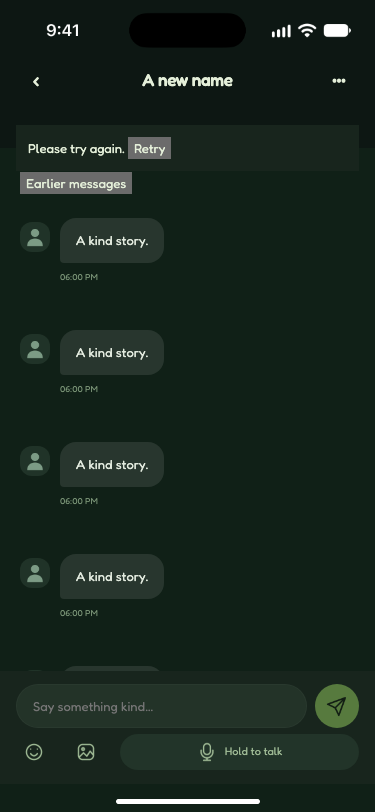 9:41
A new name
Please try again. Retry
Earlier messages
A kind story.
06:00 PM
A kind story.
06:00 PM
A kind story.
06:00 PM
A kind story.
06:00 PM
Say something kind...
Hold to talk